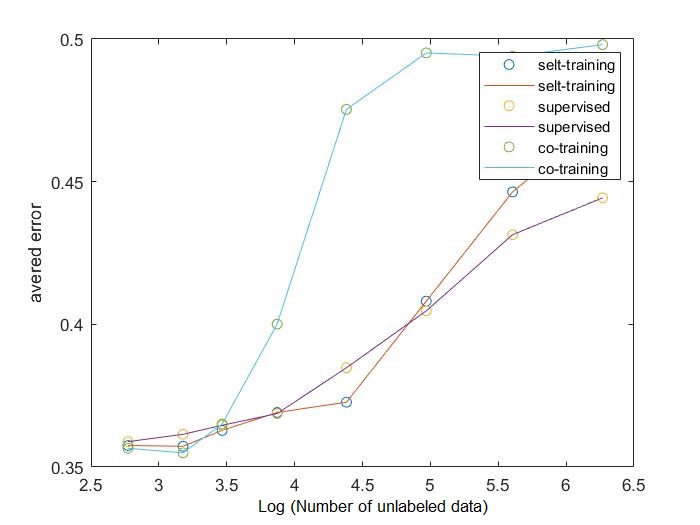 0.5
0.45
0.4
0.35
avered error
selt-training
selt-training
supervised
supervised
co-training
co-training
2.5 3 3.5 4 4.5 5 5.5 6 6.5
Log (Number of unlabeled data)